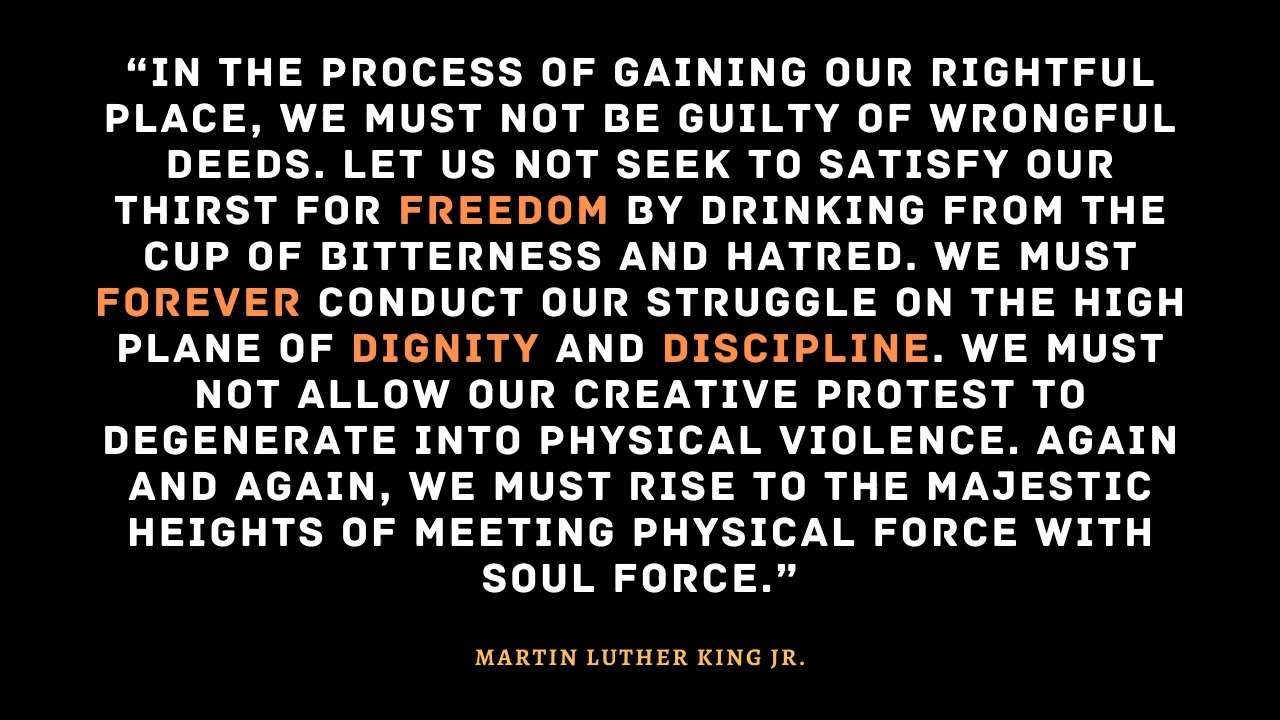 “IN THE PROCESS OF GAINING OUR RIGHTFUL
PLACE, WE MUST NOT BE GUILTY OF WRONGFUL
DEEDS. LET US NOT SEEK TO SATISFY OUR
THIRST FOR FREEDOM BY DRINKING FROM THE
CUP OF BITTERNESS AND HATRED. WE MUST
FOREVER CONDUCT OUR STRUGGLE ON THE HIGH
PLANE OF DIGNITY AND DISCIPLINE. WE MUST
NOT ALLOW OUR CREATIVE PROTEST TO
DEGENERATE INTO PHYSICAL VIOLENCE. AGAIN
AND AGAIN, WE MUST RISE TO THE MAJESTIC
HEIGHTS OF MEETING PHYSICAL FORCE WITH
SOUL FORCE.”
MARTIN LUTHER KING JR.